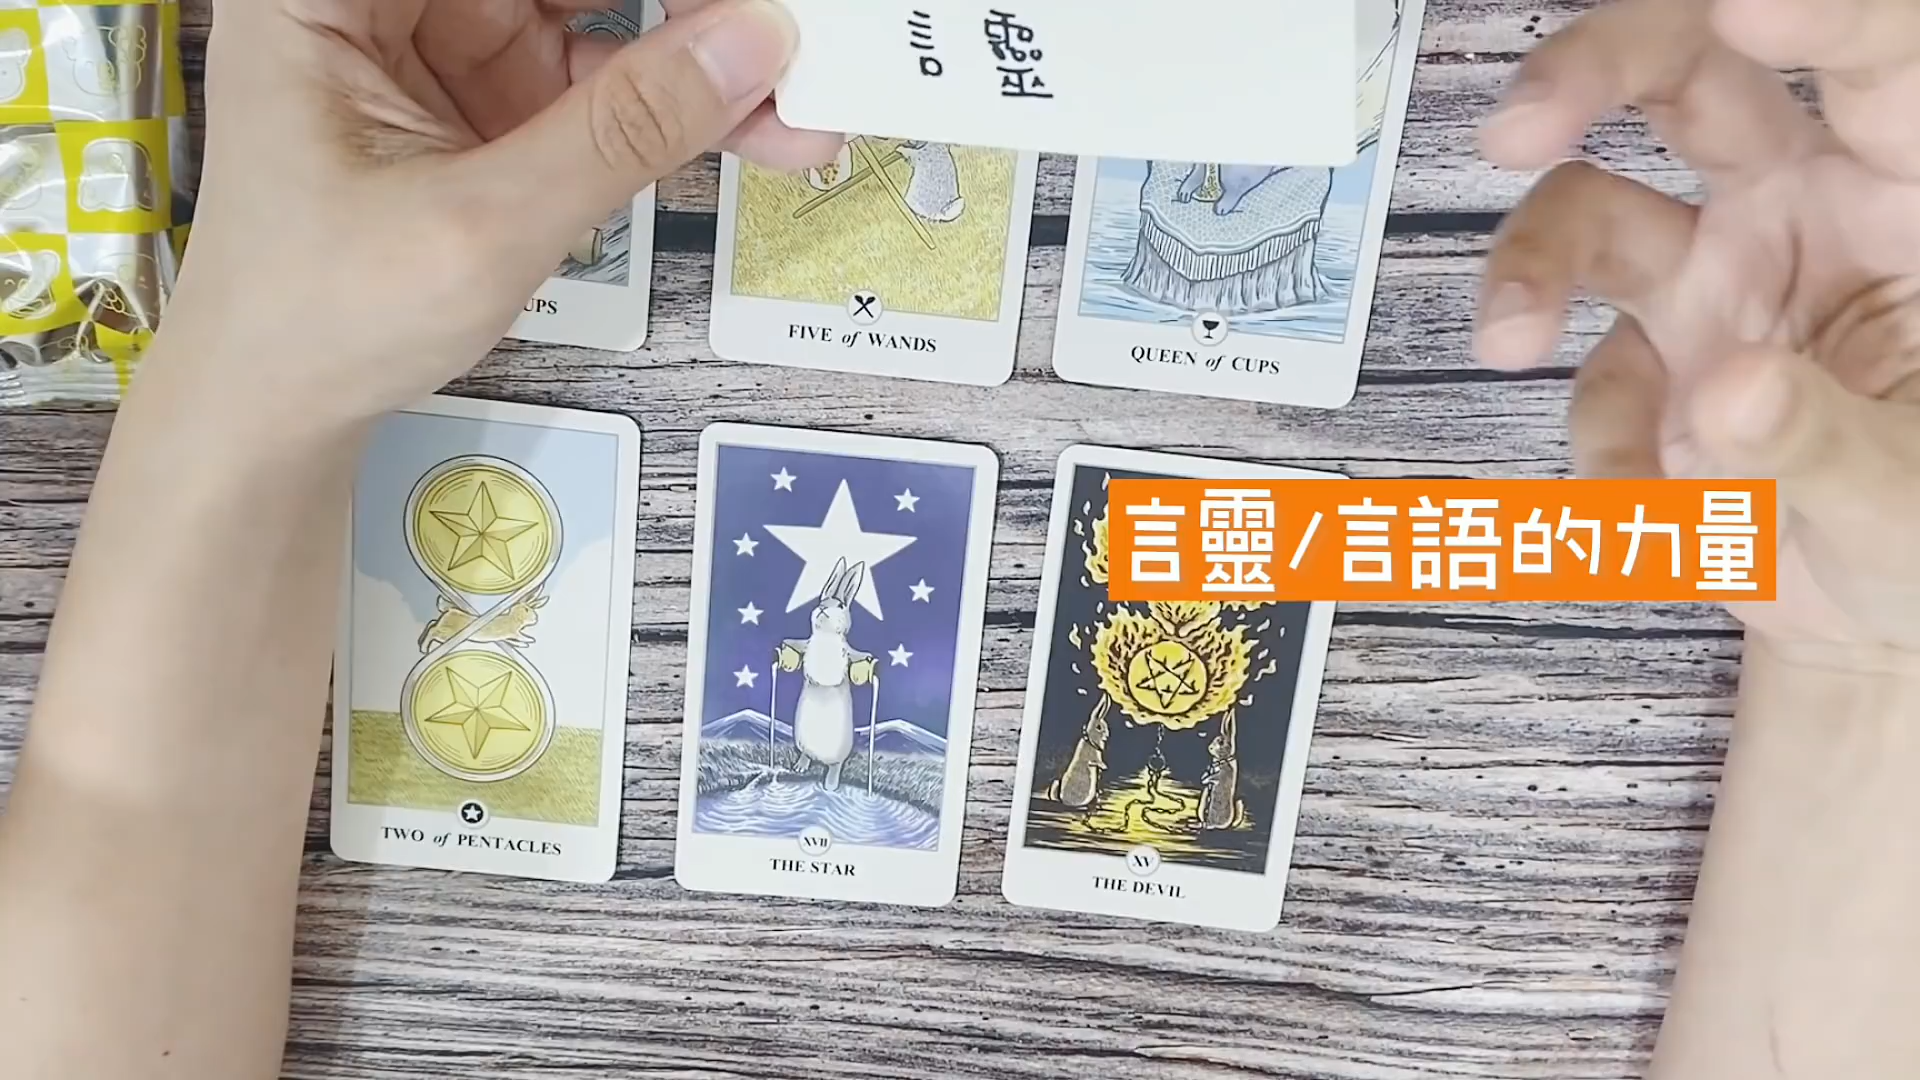 言靈
UPS
FIVE of WANDS
QUEEN of CUPS
言靈/言語的力量
TWO of PENTACLES
XVII
THE STAR
XV
THE DEVIL